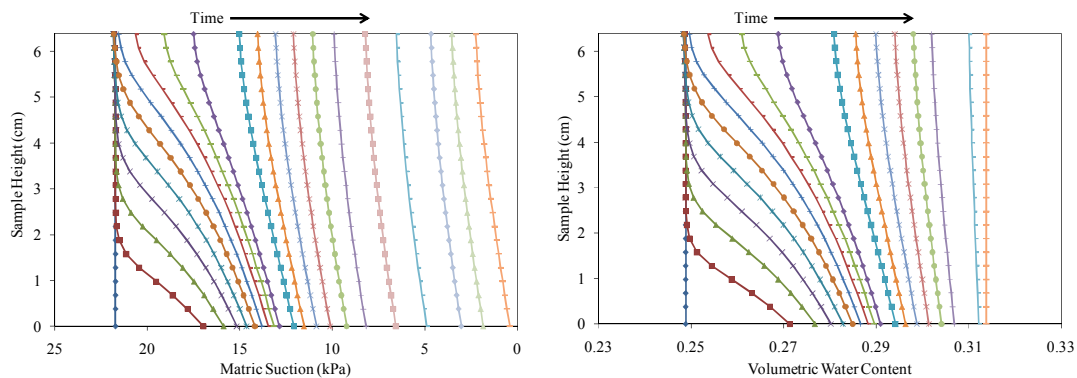 Time
Time
6
5
4
3
2
1
0
Sample Height (cm)
25 20 15 10 5 0
Matric Suction (kPa)
6
5
4
3
2
1
0
Sample Height (cm)
0.23 0.25 0.27 0.29 0.31 0.33
Volumetric Water Content